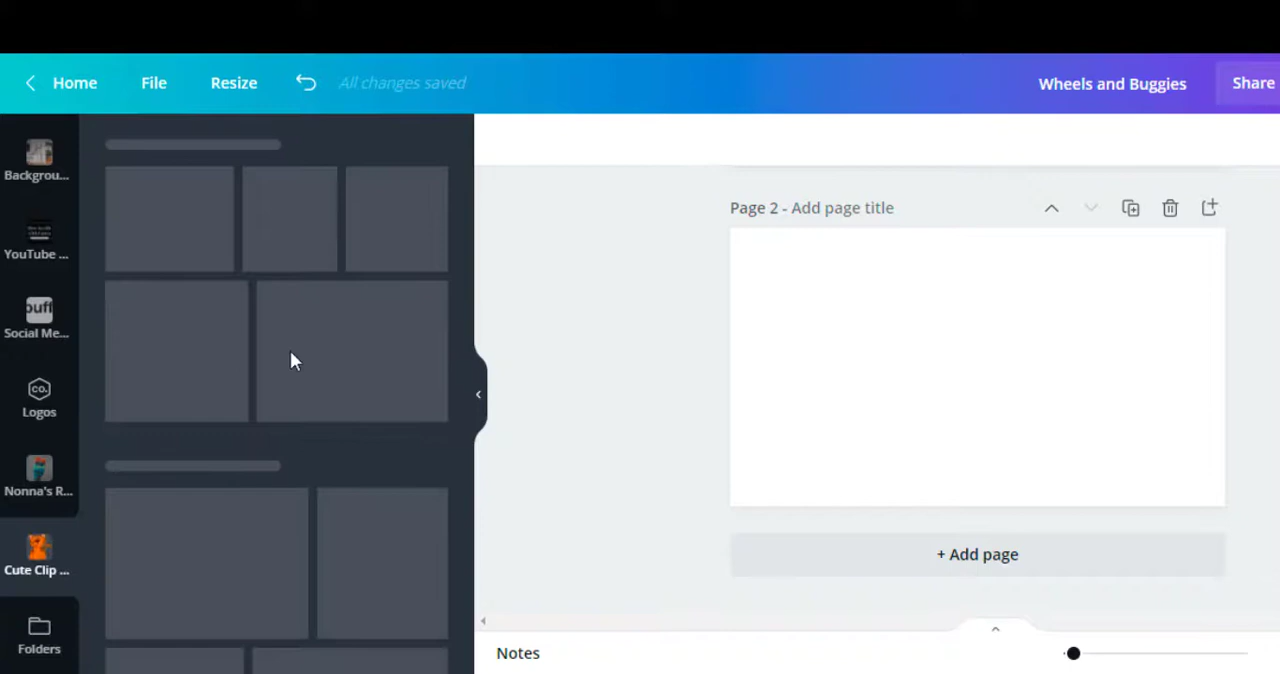 Home File Resize All changes saved Wheels and Buggies Share
Backgrou...
YouTube ...
Social Me...
Logos
Nonna's R...
Cute Clip ...
Folders
Page 2 - Add page title
+ Add page
Notes
co.